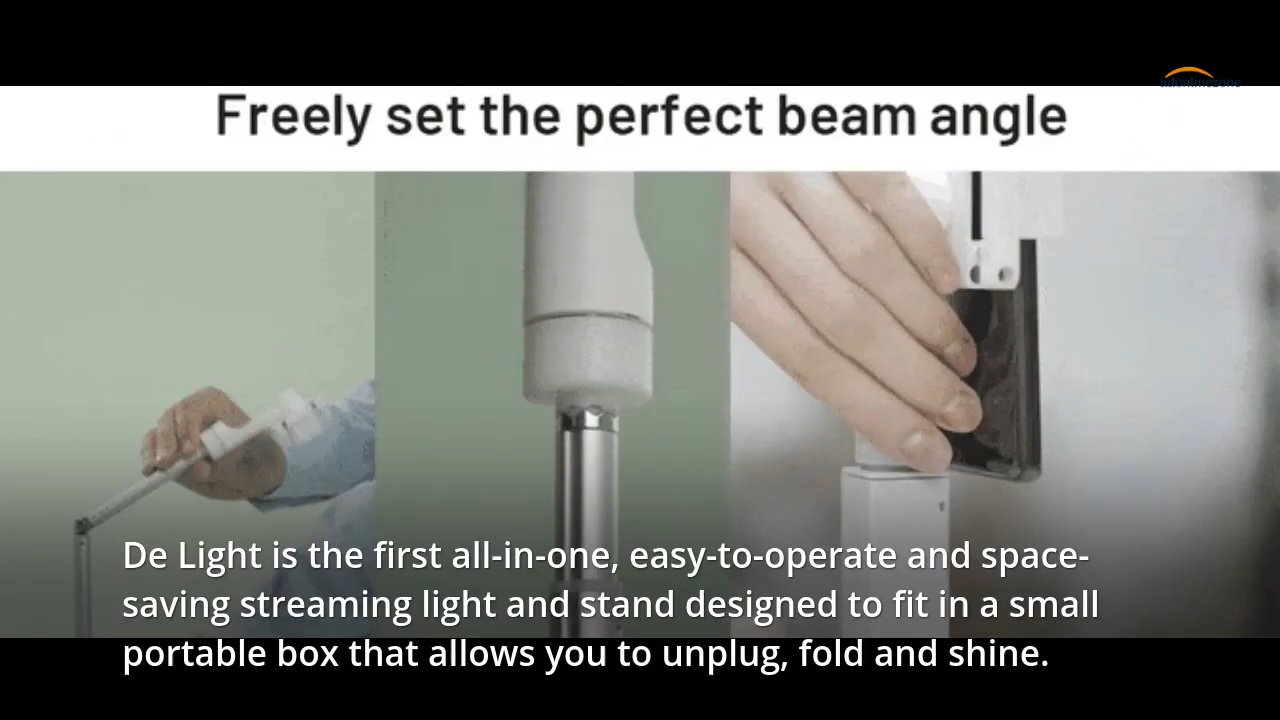 udonlinezone
Freely set the perfect beam angle
De Light is the first all-in-one, easy-to-operate and space-
saving streaming light and stand designed to fit in a small
portable box that allows you to unplug, fold and shine.